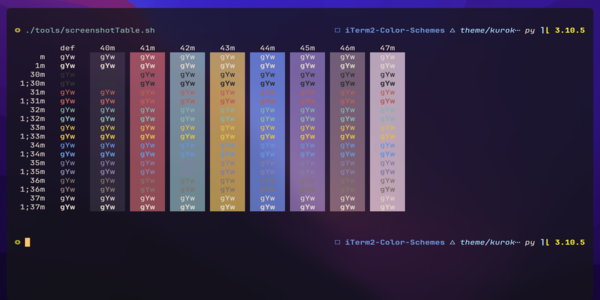 ./tools/screenshotTable.sh iTerm2-Color-Schemes theme/kurok… py 3.10.5
def 40m 41m 42m 43m 44m 45m 46m 47m
m gYw gYw gYw gYw gYw gYw gYw gYw gYw
1m gYw gYw gYw gYw gYw gYw gYw gYw gYw
30m gYw gYw gYw gYw gYw gYw gYw gYw gYw
1;30m gYw gYw gYw gYw gYw gYw gYw gYw gYw
31m gYw gYw gYw gYw gYw gYw gYw gYw gYw
1;31m gYw gYw gYw gYw gYw gYw gYw gYw gYw
32m gYw gYw gYw gYw gYw gYw gYw gYw gYw
1;32m gYw gYw gYw gYw gYw gYw gYw gYw gYw
33m gYw gYw gYw gYw gYw gYw gYw gYw gYw
1;33m gYw gYw gYw gYw gYw gYw gYw gYw gYw
34m gYw gYw gYw gYw gYw gYw gYw gYw gYw
1;34m gYw gYw gYw gYw gYw gYw gYw gYw gYw
35m gYw gYw gYw gYw gYw gYw gYw gYw gYw
1;35m gYw gYw gYw gYw gYw gYw gYw gYw gYw
36m gYw gYw gYw gYw gYw gYw gYw gYw gYw
1;36m gYw gYw gYw gYw gYw gYw gYw gYw gYw
37m gYw gYw gYw gYw gYw gYw gYw gYw gYw
1;37m gYw gYw gYw gYw gYw gYw gYw gYw gYw
iTerm2-Color-Schemes theme/kurok… py 3.10.5